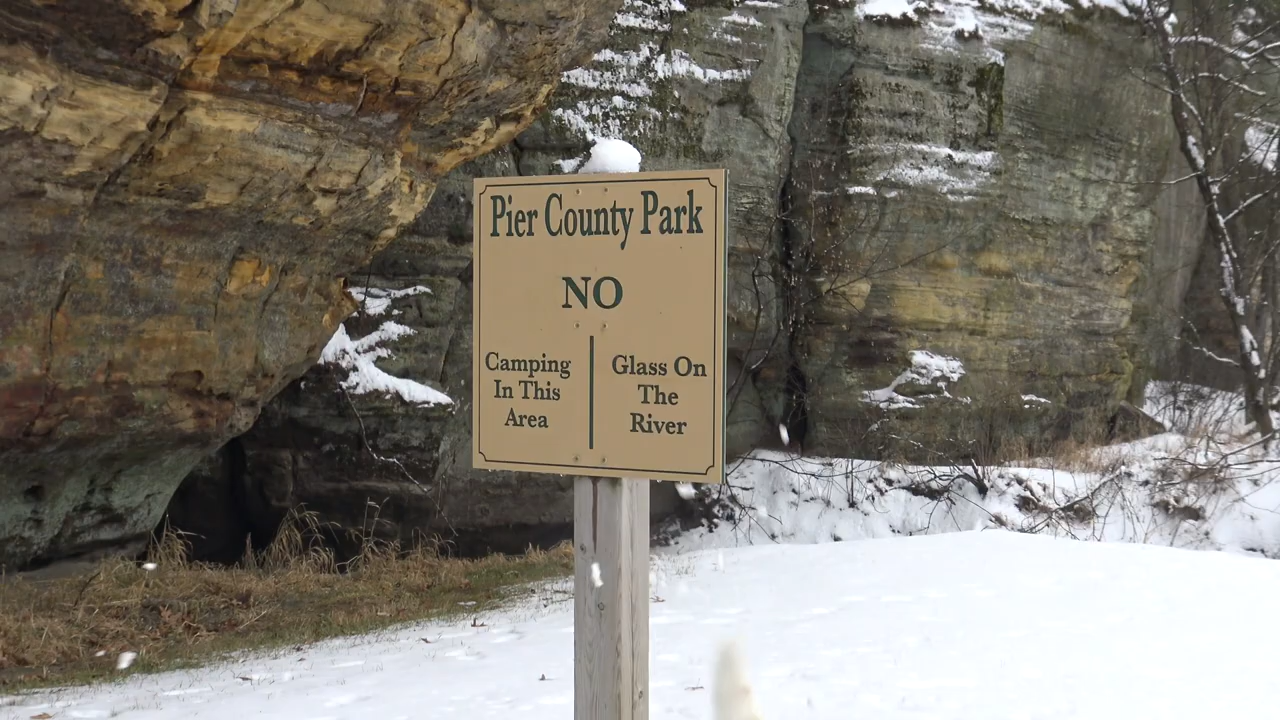 Pier County Park
NO
Camping
In This
Area
Glass On
The
River